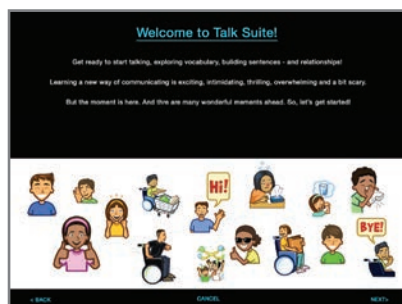 Welcome to Talk Suite!
Get ready to start talking, exploring vocabulary, building sentences - and relationships!
Learning a new way of communicating is exciting, intimidating, thrilling, overwhelming and a bit scary.
But the moment is here. And thre are many wonderful mements ahead. So, let's get started!
Hi!
BYE!
< BACK
CANCEL
NEXT>